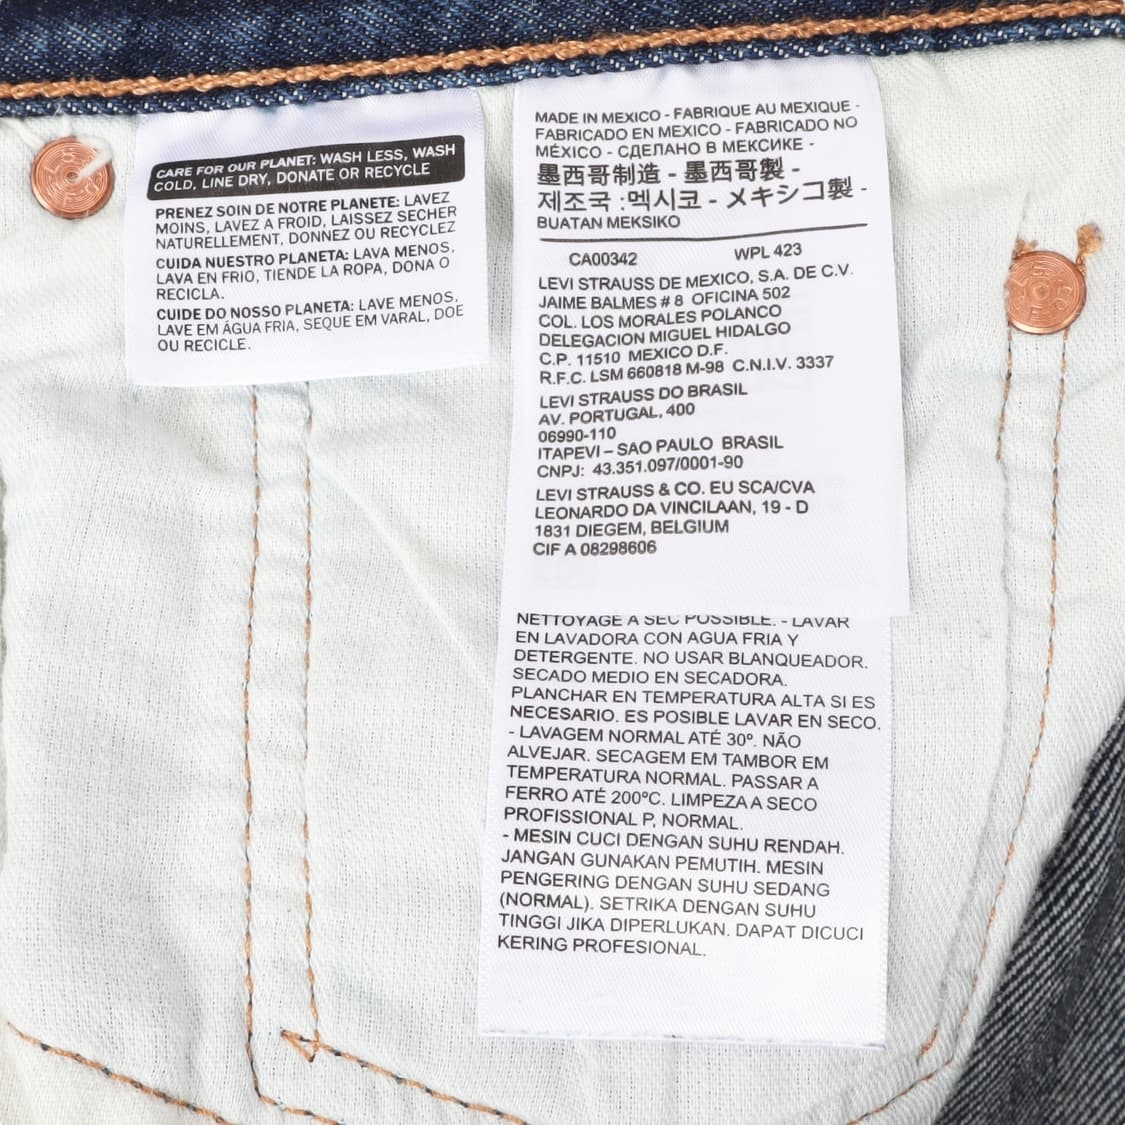 CARE FOR OUR PLANET: WASH LESS, WASH
COLD, LINE DRY, DONATE OR RECYCLE
PRENEZ SOIN DE NOTRE PLANETE: LAVEZ
MOINS, LAVEZ A FROID, LAISSEZ SECHER
NATURELLEMENT, DONNEZ OU RECYCLEZ
CUIDA NUESTRO PLANETA: LAVA MENOS,
LAVA EN FRIO, TIENDE LA ROPA, DONA O
RECICLA.
CUIDE DO NOSSO PLANETA: LAVE MENOS,
LAVE EM ÁGUA FRIA, SEQUE EM VARAL, DOE
OU RECICLE.
MADE IN MEXICO - FABRIQUE AU MEXIQUE -
FABRICADO EN MEXICO - FABRICADO NO
MÉXICO - СДЕЛАНО В МЕКСИКЕ -
墨西哥制造 - 墨西哥製 -
제조국 :멕시코 - メキシコ製 -
BUATAN MEKSIKO
CA00342 WPL 423
LEVI STRAUSS DE MEXICO, S.A. DE C.V.
JAIME BALMES # 8 OFICINA 502
COL. LOS MORALES POLANCO
DELEGACION MIGUEL HIDALGO
C.P. 11510 MEXICO D.F.
R.F.C. LSM 660818 M-98 C.N.I.V. 3337
LEVI STRAUSS DO BRASIL
AV. PORTUGAL, 400
06990-110
ITAPEVI – SAO PAULO BRASIL
CNPJ: 43.351.097/0001-90
LEVI STRAUSS & CO. EU SCA/CVA
LEONARDO DA VINCILAAN, 19 - D
1831 DIEGEM, BELGIUM
CIF A 08298606
NETTOYAGE A SEC POSSIBLE. - LAVAR
EN LAVADORA CON AGUA FRIA Y
DETERGENTE. NO USAR BLANQUEADOR.
SECADO MEDIO EN SECADORA.
PLANCHAR EN TEMPERATURA ALTA SI ES
NECESARIO. ES POSIBLE LAVAR EN SECO.
- LAVAGEM NORMAL ATÉ 30º. NÃO
ALVEJAR. SECAGEM EM TAMBOR EM
TEMPERATURA NORMAL. PASSAR A
FERRO ATÉ 200ºC. LIMPEZA A SECO
PROFISSIONAL P, NORMAL.
- MESIN CUCI DENGAN SUHU RENDAH.
JANGAN GUNAKAN PEMUTIH. MESIN
PENGERING DENGAN SUHU SEDANG
(NORMAL). SETRIKA DENGAN SUHU
TINGGI JIKA DIPERLUKAN. DAPAT DICUCI
KERING PROFESIONAL.